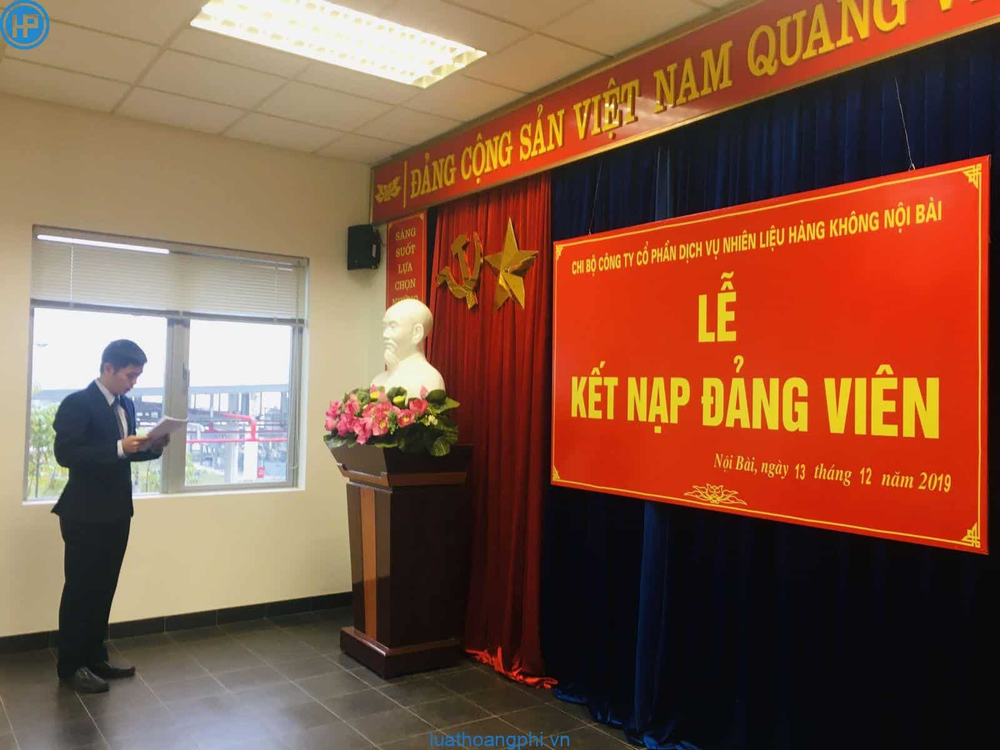 HP
ĐẢNG CỘNG SẢN VIỆT NAM QUANG
SÁNG
SUỐT
LỰA
CHỌN
NHỮNG
CHI BỘ CÔNG TY CỔ PHẦN DỊCH VỤ NHIÊN LIỆU HÀNG KHÔNG NỘI BÀI
LỄ
KẾT NẠP ĐẢNG VIÊN
Nội Bài, ngày 13 tháng 12 năm 2019
luathoangphi.vn